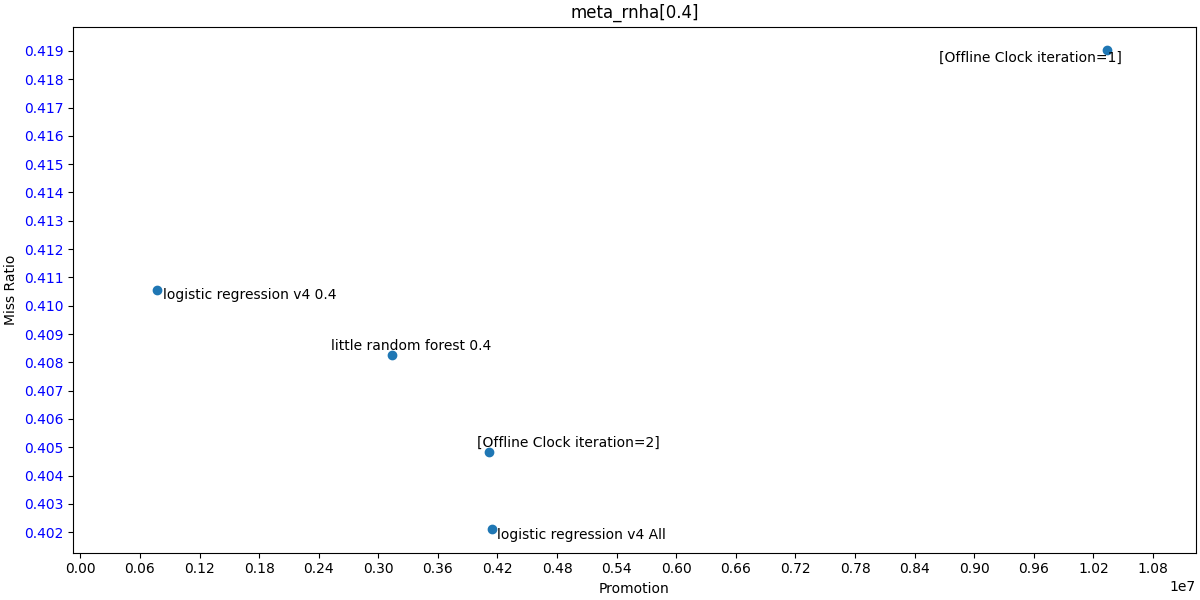 meta_rnha[0.4]
0.419
[Offline Clock iteration=1]
0.418
0.417
0.416
0.415
0.414
0.413
0.412
0.411
logistic regression v4 0.4
0.410
0.409
little random forest 0.4
0.408
0.407
0.406
[Offline Clock iteration=2]
0.405
0.404
0.403
0.402
logistic regression v4 All
Miss Ratio
0.00 0.06 0.12 0.18 0.24 0.30 0.36 0.42 0.48 0.54 0.60 0.66 0.72 0.78 0.84 0.90 0.96 1.02 1.08
Promotion
1e7